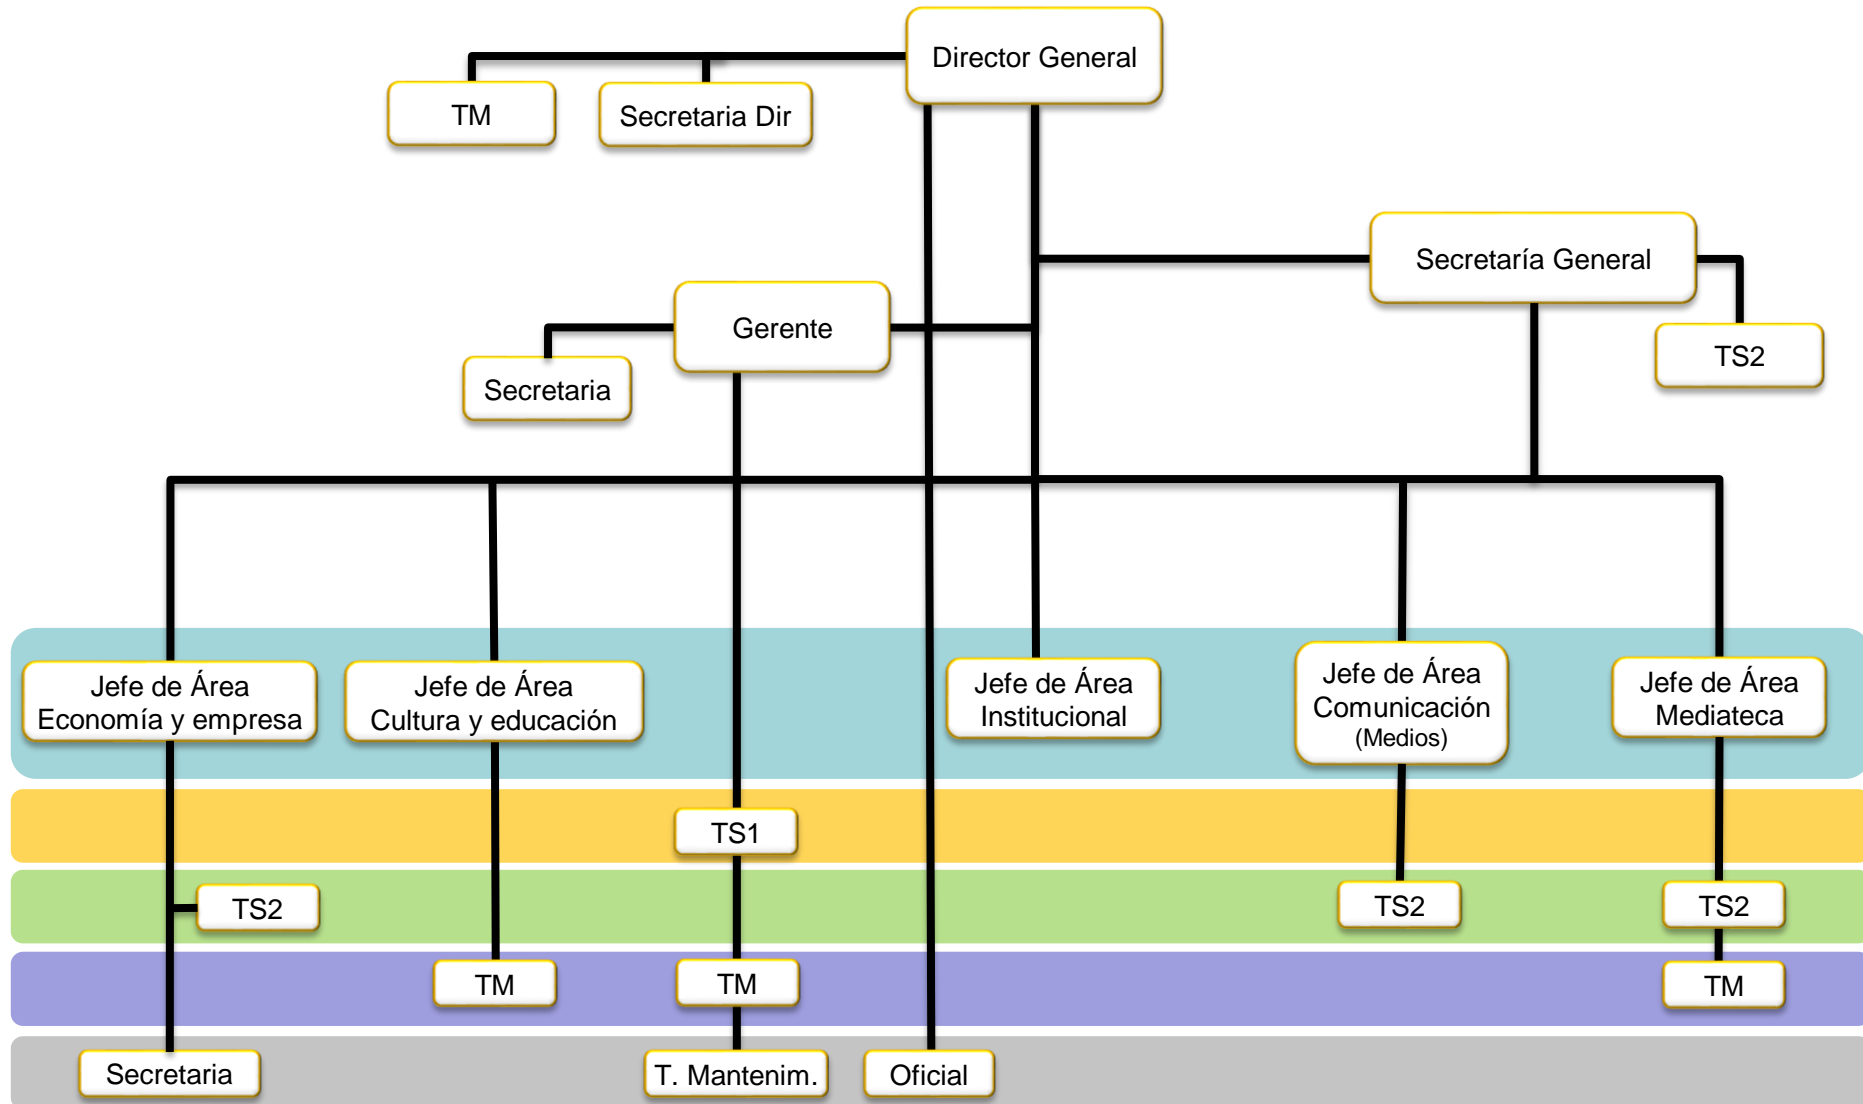 Director General
TM
Secretaria Dir
Secretaría General
Gerente
TS2
Secretaria
Jefe de Área
Economía y empresa
Jefe de Área
Cultura y educación
Jefe de Área
Institucional
Jefe de Área
Comunicación
(Medios)
Jefe de Área
Mediateca
TS1
TS2
TS2
TS2
TM
TM
TM
Secretaria
T. Mantenim.
Oficial